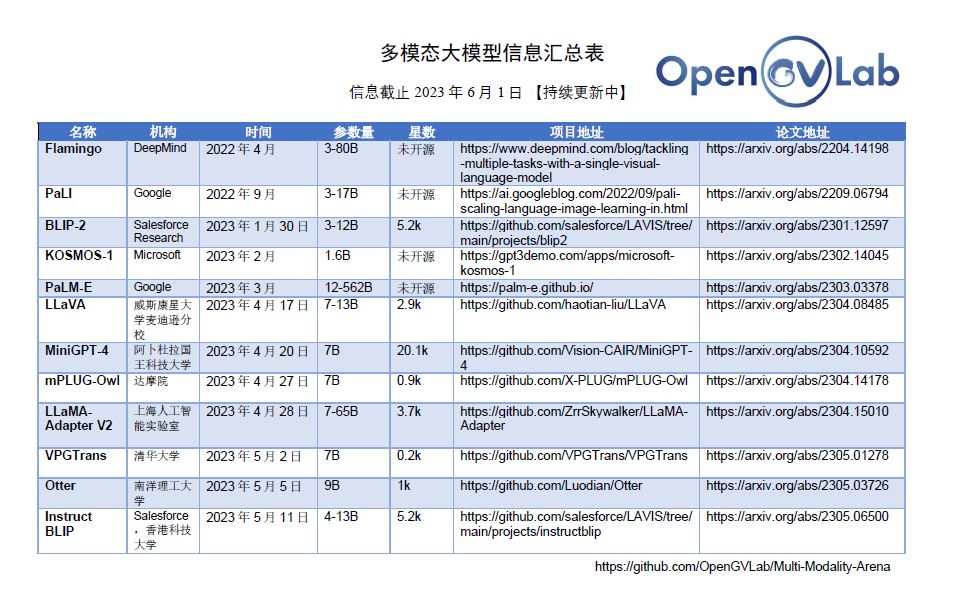 多模态大模型信息汇总表
OpenGVLab
信息截止 2023 年 6 月 1 日 【持续更新中】
名称 机构 时间 参数量 星数 项目地址 论文地址
Flamingo DeepMind 2022 年 4 月 3-80B 未开源 https://www.deepmind.com/blog/tackling https://arxiv.org/abs/2204.14198
-multiple-tasks-with-a-single-visual-
language-model
PaLI Google 2022 年 9 月 3-17B 未开源 https://ai.googleblog.com/2022/09/pali- https://arxiv.org/abs/2209.06794
scaling-language-image-learning-in.html
BLIP-2 Salesforce 2023 年 1 月 30 日 3-12B 5.2k https://github.com/salesforce/LAVIS/tree/ https://arxiv.org/abs/2301.12597
Research main/projects/blip2
KOSMOS-1 Microsoft 2023 年 2 月 1.6B 未开源 https://gpt3demo.com/apps/microsoft- https://arxiv.org/abs/2302.14045
kosmos-1
PaLM-E Google 2023 年 3 月 12-562B 未开源 https://palm-e.github.io/ https://arxiv.org/abs/2303.03378
LLaVA 威斯康星大 2023 年 4 月 17 日 7-13B 2.9k https://github.com/haotian-liu/LLaVA https://arxiv.org/abs/2304.08485
学麦迪逊分
校
MiniGPT-4 阿卜杜拉国 2023 年 4 月 20 日 7B 20.1k https://github.com/Vision-CAIR/MiniGPT- https://arxiv.org/abs/2304.10592
王科技大学 4
mPLUG-Owl 达摩院 2023 年 4 月 27 日 7B 0.9k https://github.com/X-PLUG/mPLUG-Owl https://arxiv.org/abs/2304.14178
LLaMA- 上海人工智 2023 年 4 月 28 日 7-65B 3.7k https://github.com/ZrrSkywalker/LLaMA- https://arxiv.org/abs/2304.15010
Adapter V2 能实验室 Adapter
VPGTrans 清华大学 2023 年 5 月 2 日 7B 0.2k https://github.com/VPGTrans/VPGTrans https://arxiv.org/abs/2305.01278
Otter 南洋理工大 2023 年 5 月 5 日 9B 1k https://github.com/Luodian/Otter https://arxiv.org/abs/2305.03726
学
Instruct Salesforce 2023 年 5 月 11 日 4-13B 5.2k https://github.com/salesforce/LAVIS/tree/ https://arxiv.org/abs/2305.06500
BLIP ，香港科技 main/projects/instructblip
大学
https://github.com/OpenGVLab/Multi-Modality-Arena